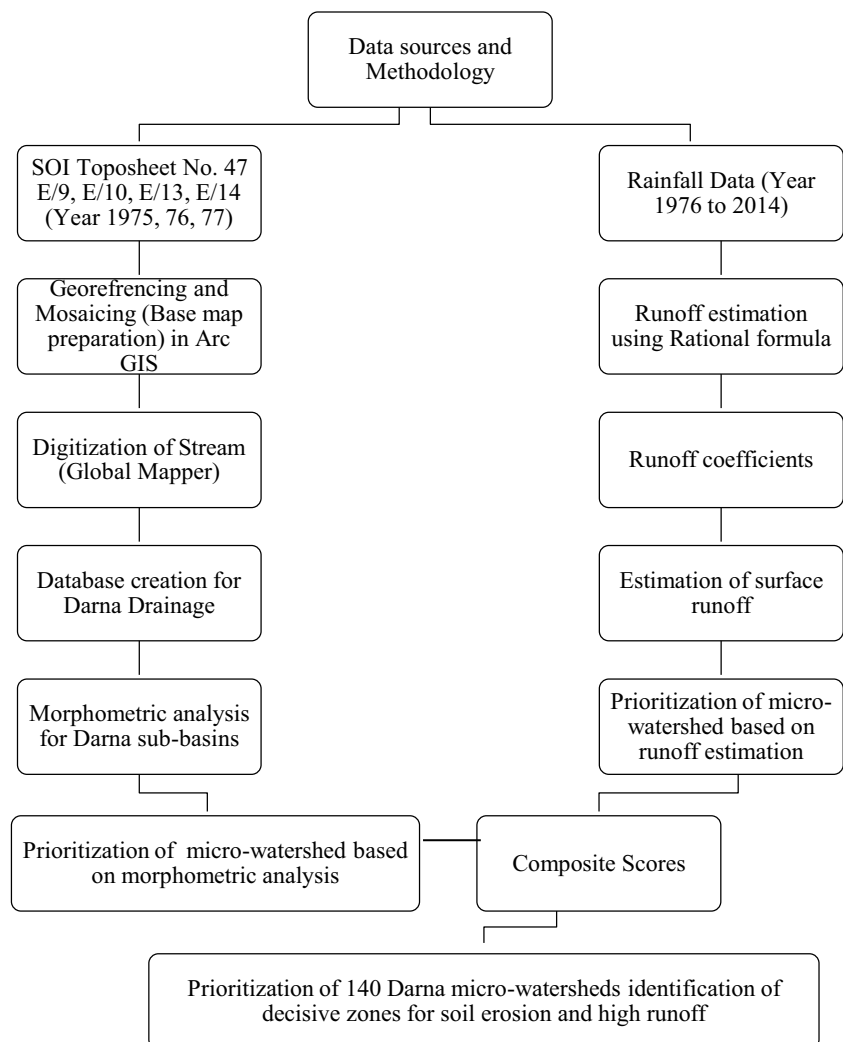 Data sources and
Methodology
SOI Toposheet No. 47
E/9, E/10, E/13, E/14
(Year 1975, 76, 77)
Georefrencing and
Mosaicing (Base map
preparation) in Arc
GIS
Digitization of Stream
(Global Mapper)
Database creation for
Darna Drainage
Morphometric analysis
for Darna sub-basins
Prioritization of micro-watershed based
on morphometric analysis
Rainfall Data (Year
1976 to 2014)
Runoff estimation
using Rational formula
Runoff coefficients
Estimation of surface
runoff
Prioritization of micro-
watershed based on
runoff estimation
Composite Scores
Prioritization of 140 Darna micro-watersheds identification of
decisive zones for soil erosion and high runoff